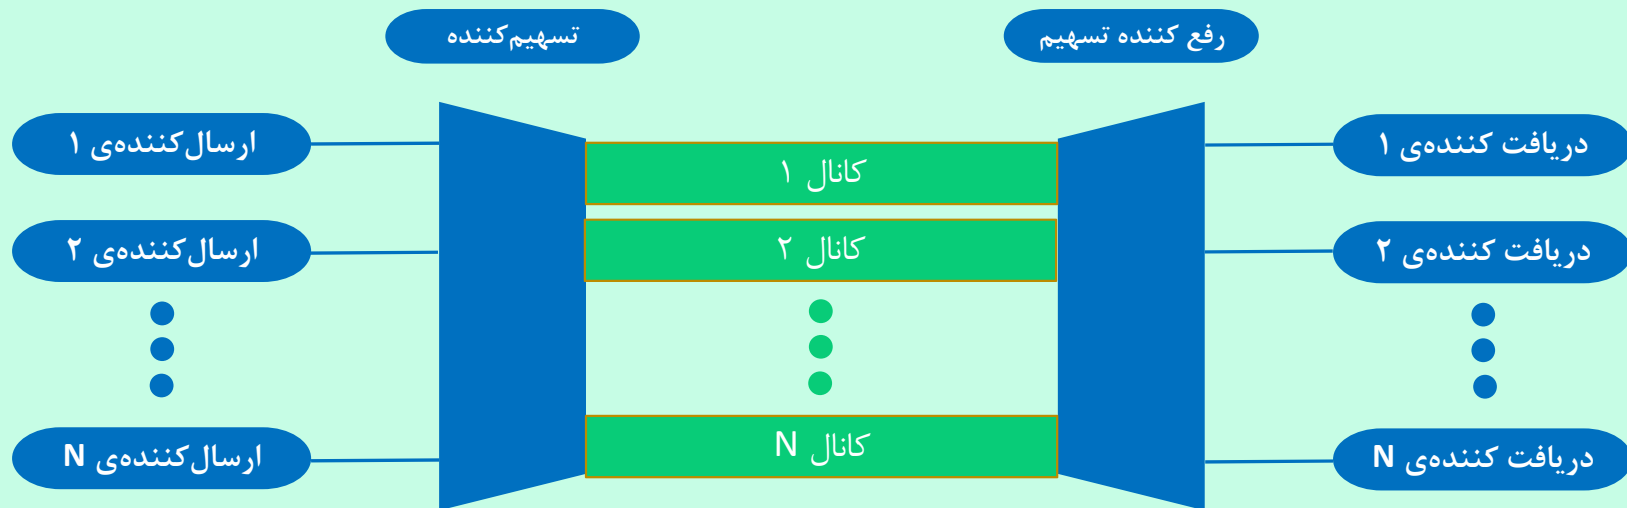 رفع کننده تسهیم
تسهیم‌کننده
دریافت کننده‌ی ۱
کانال ۱
ارسال‌کننده‌ی ۱
دریافت کننده‌ی ۲
کانال ۲
ارسال‌کننده‌ی ۲
دریافت کننده‌ی N
کانال N
ارسال‌کننده‌ی N